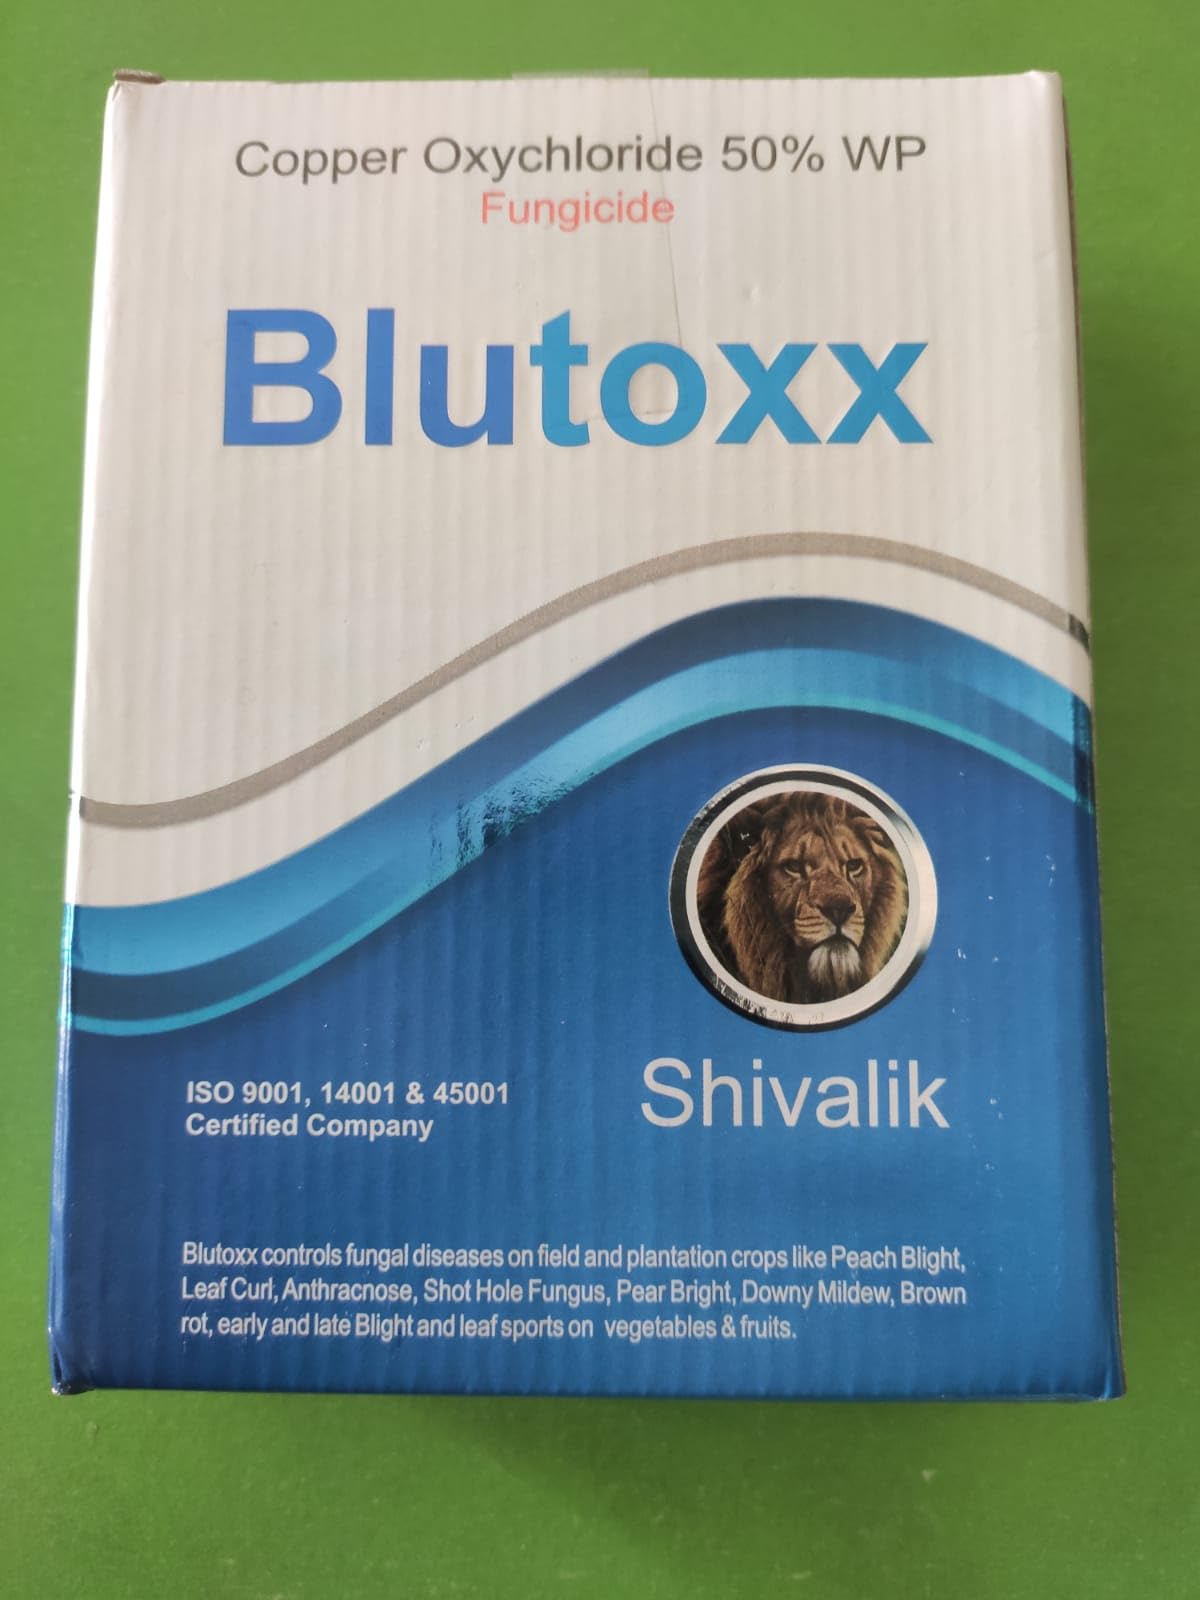 Copper Oxychloride 50% WP
Fungicide
Blutoxx
Shivalik
ISO 9001, 14001 & 45001
Certified Company
Blutoxx controls fungal diseases on field and plantation crops like Peach Blight,
Leaf Curl, Anthracnose, Shot Hole Fungus, Pear Bright, Downy Mildew, Brown
rot, early and late Blight and leaf sports on vegetables & fruits.